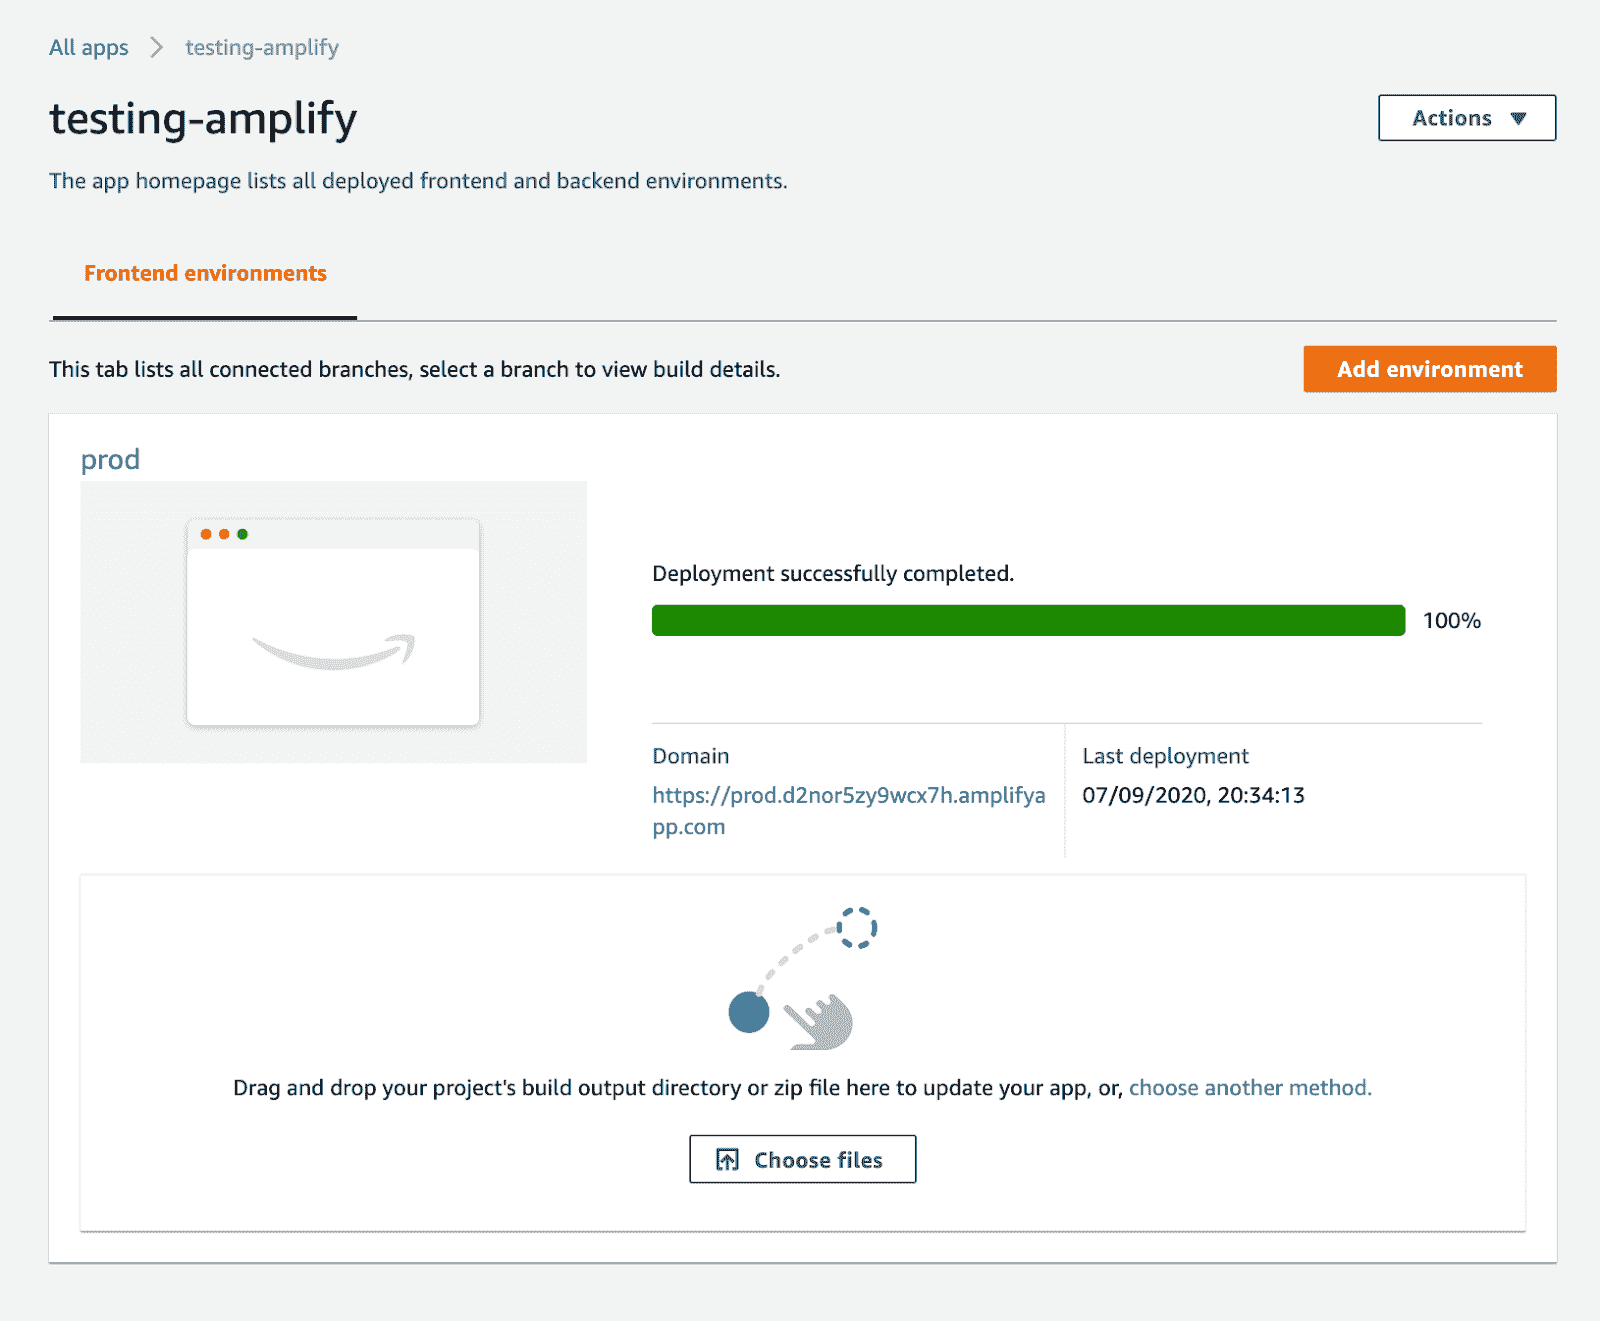 All apps > testing-amplify
testing-amplify
Actions ▼
The app homepage lists all deployed frontend and backend environments.
Frontend environments
This tab lists all connected branches, select a branch to view build details.
Add environment
prod
Deployment successfully completed.
100%
Domain
Last deployment
https://prod.d2nor5zy9wcx7h.amplifya
pp.com
07/09/2020, 20:34:13
Drag and drop your project's build output directory or zip file here to update your app, or, choose another method.
Choose files